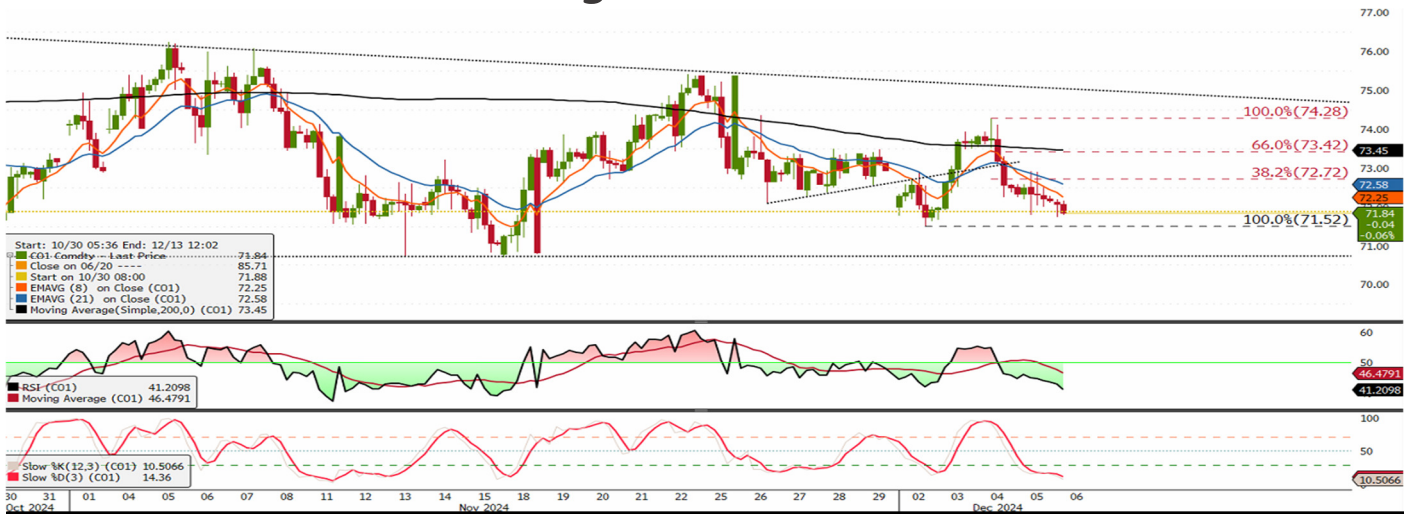 77.00
76.00
75.00
100.0%(74.28)
74.00
66.0%(73.42)
73.45
38.2%(72.72)
73.00
72.58
72.25
71.84
-0.04
-0.06%
100.0%(71.52)
71.00
70.00
Start: 10/30 05:36 End: 12/13 12:02
CO1 Comdty - Last Price 71.84
Close on 06/20 ---- 85.71
Start on 10/30 08:00 71.88
EMAVG (8) on Close (CO1) 72.25
EMAVG (21) on Close (CO1) 72.58
Moving Average(Simple,200,0) (CO1) 73.45
60
50
46.4791
41.2098
RSI (CO1) 41.2098
Moving Average (CO1) 46.4791
100
50
10.5066
Slow %K(12,3) (CO1) 10.5066
Slow %D(3) (CO1) 14.36
30 31 01 04 05 06 07 08 11 12 13 14 15 18 19 20 21 22 25 26 27 28 29 02 03 04 05 06
Oct 2024 Nov 2024 Dec 2024